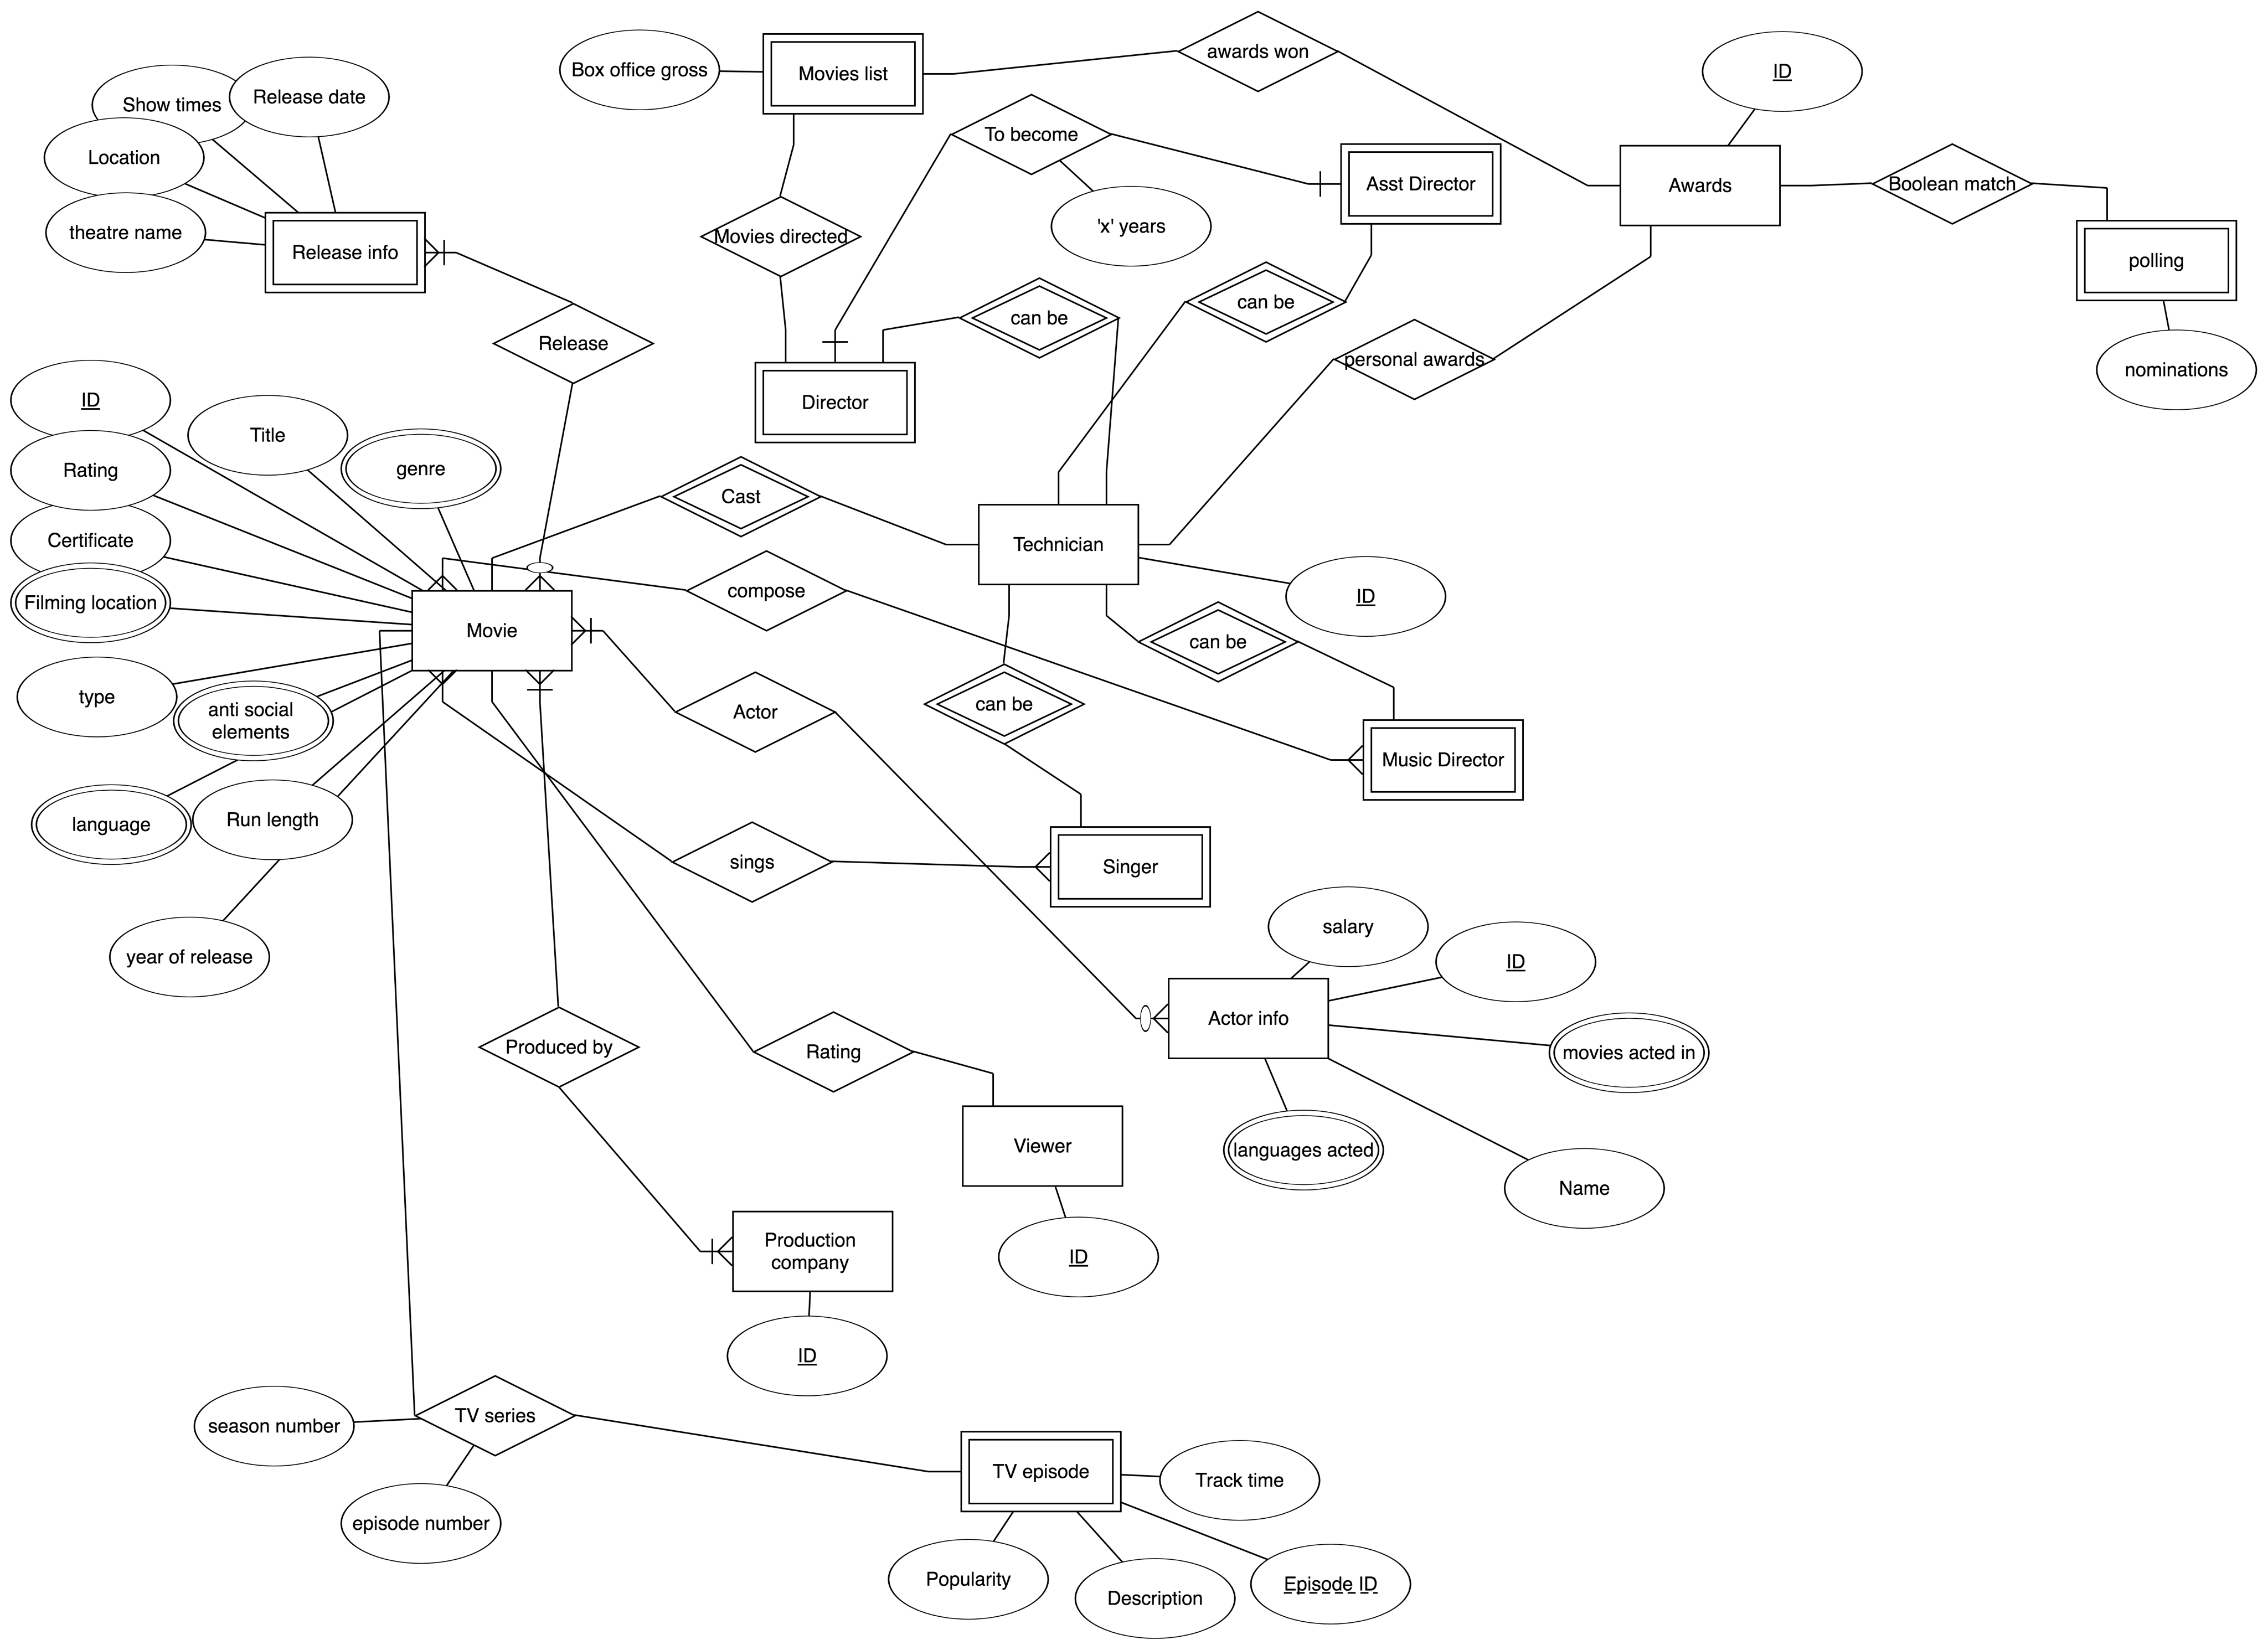 Box office gross
Movies list
awards won
ID
Show times
Release date
Location
theatre name
Release info
To become
'x' years
Asst Director
Awards
Boolean match
polling
nominations
Movies directed
can be
can be
personal awards
Release
Director
ID
Rating
Certificate
Filming location
Title
genre
Cast
Technician
ID
compose
Movie
type
anti social
elements
language
Run length
year of release
Actor
can be
can be
Music Director
sings
Singer
salary
ID
Actor info
movies acted in
languages acted
Name
Produced by
Rating
Viewer
ID
Production
company
ID
season number
TV series
episode number
TV episode
Track time
Popularity
Description
Episode ID